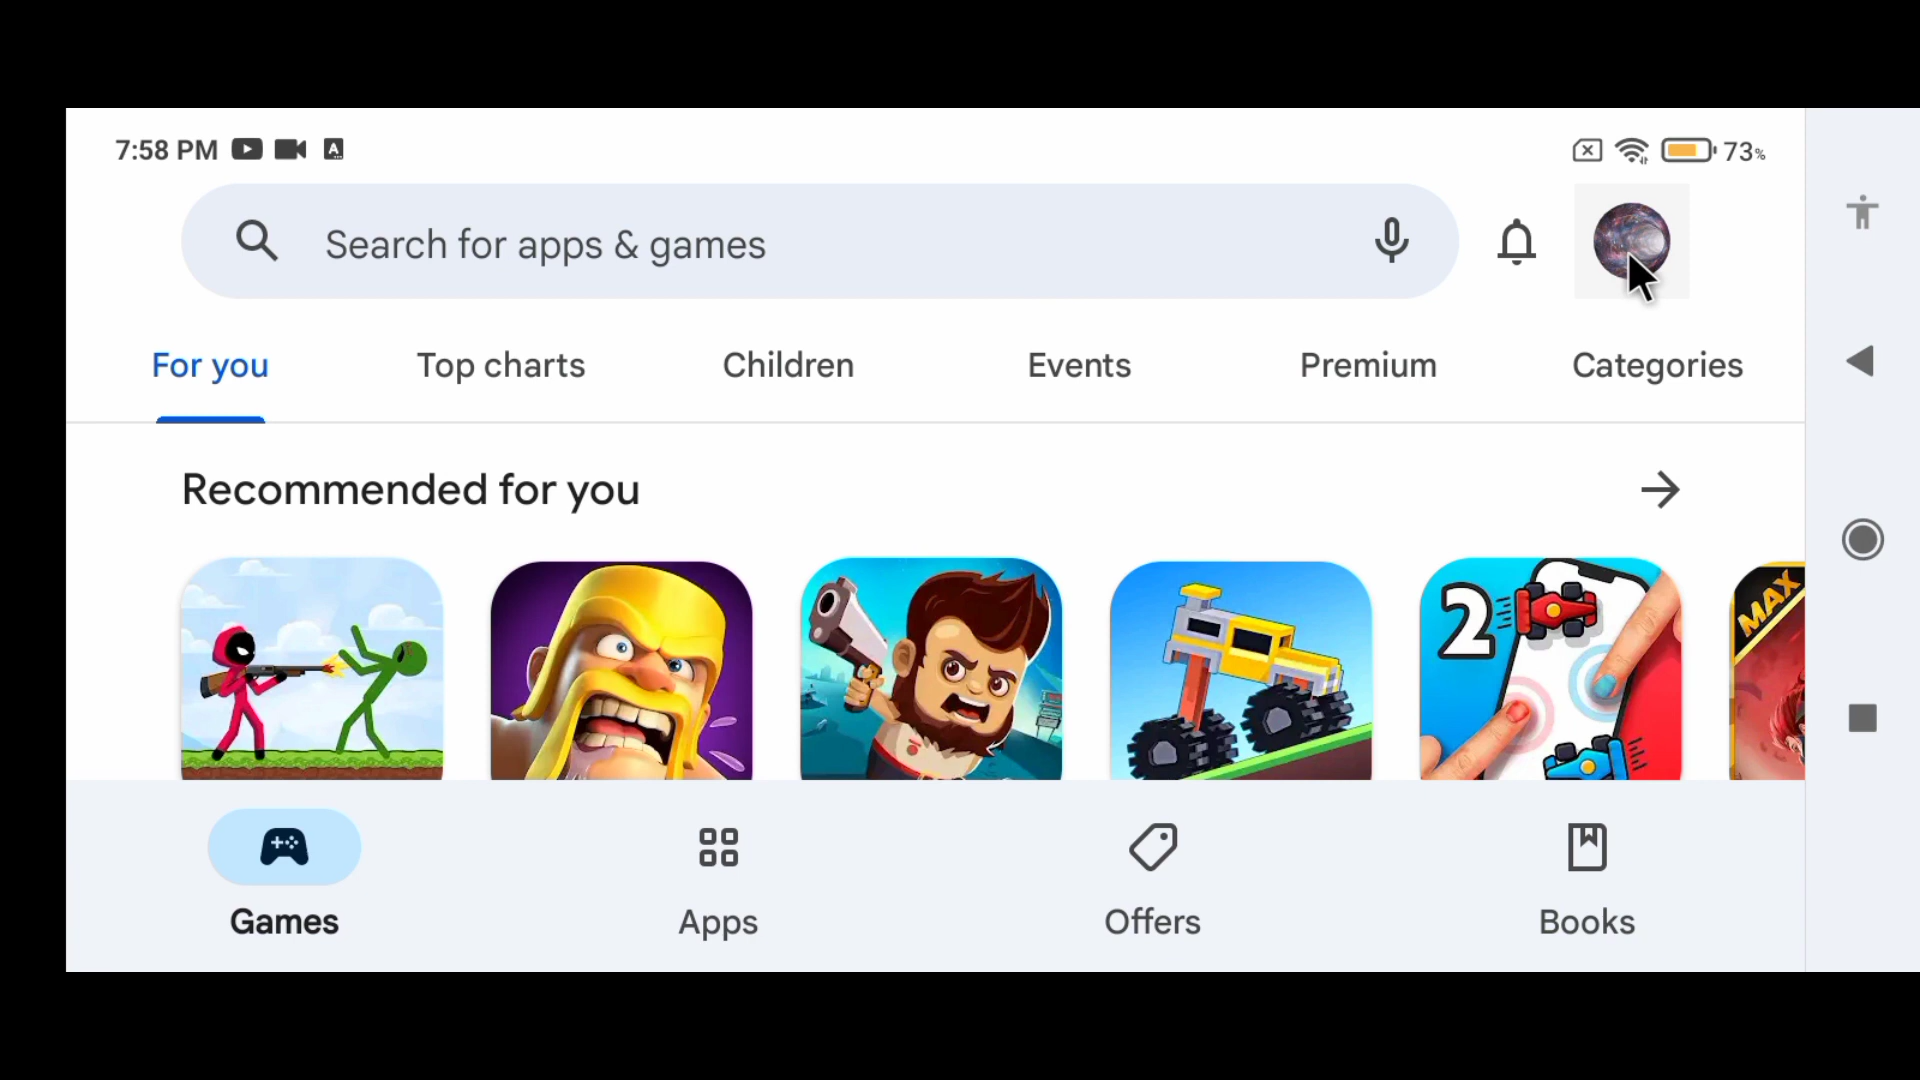 7:58 PM A 73%
Search for apps & games
For you Top charts Children Events Premium Categories
Recommended for you
2 MAX
Games Apps Offers Books